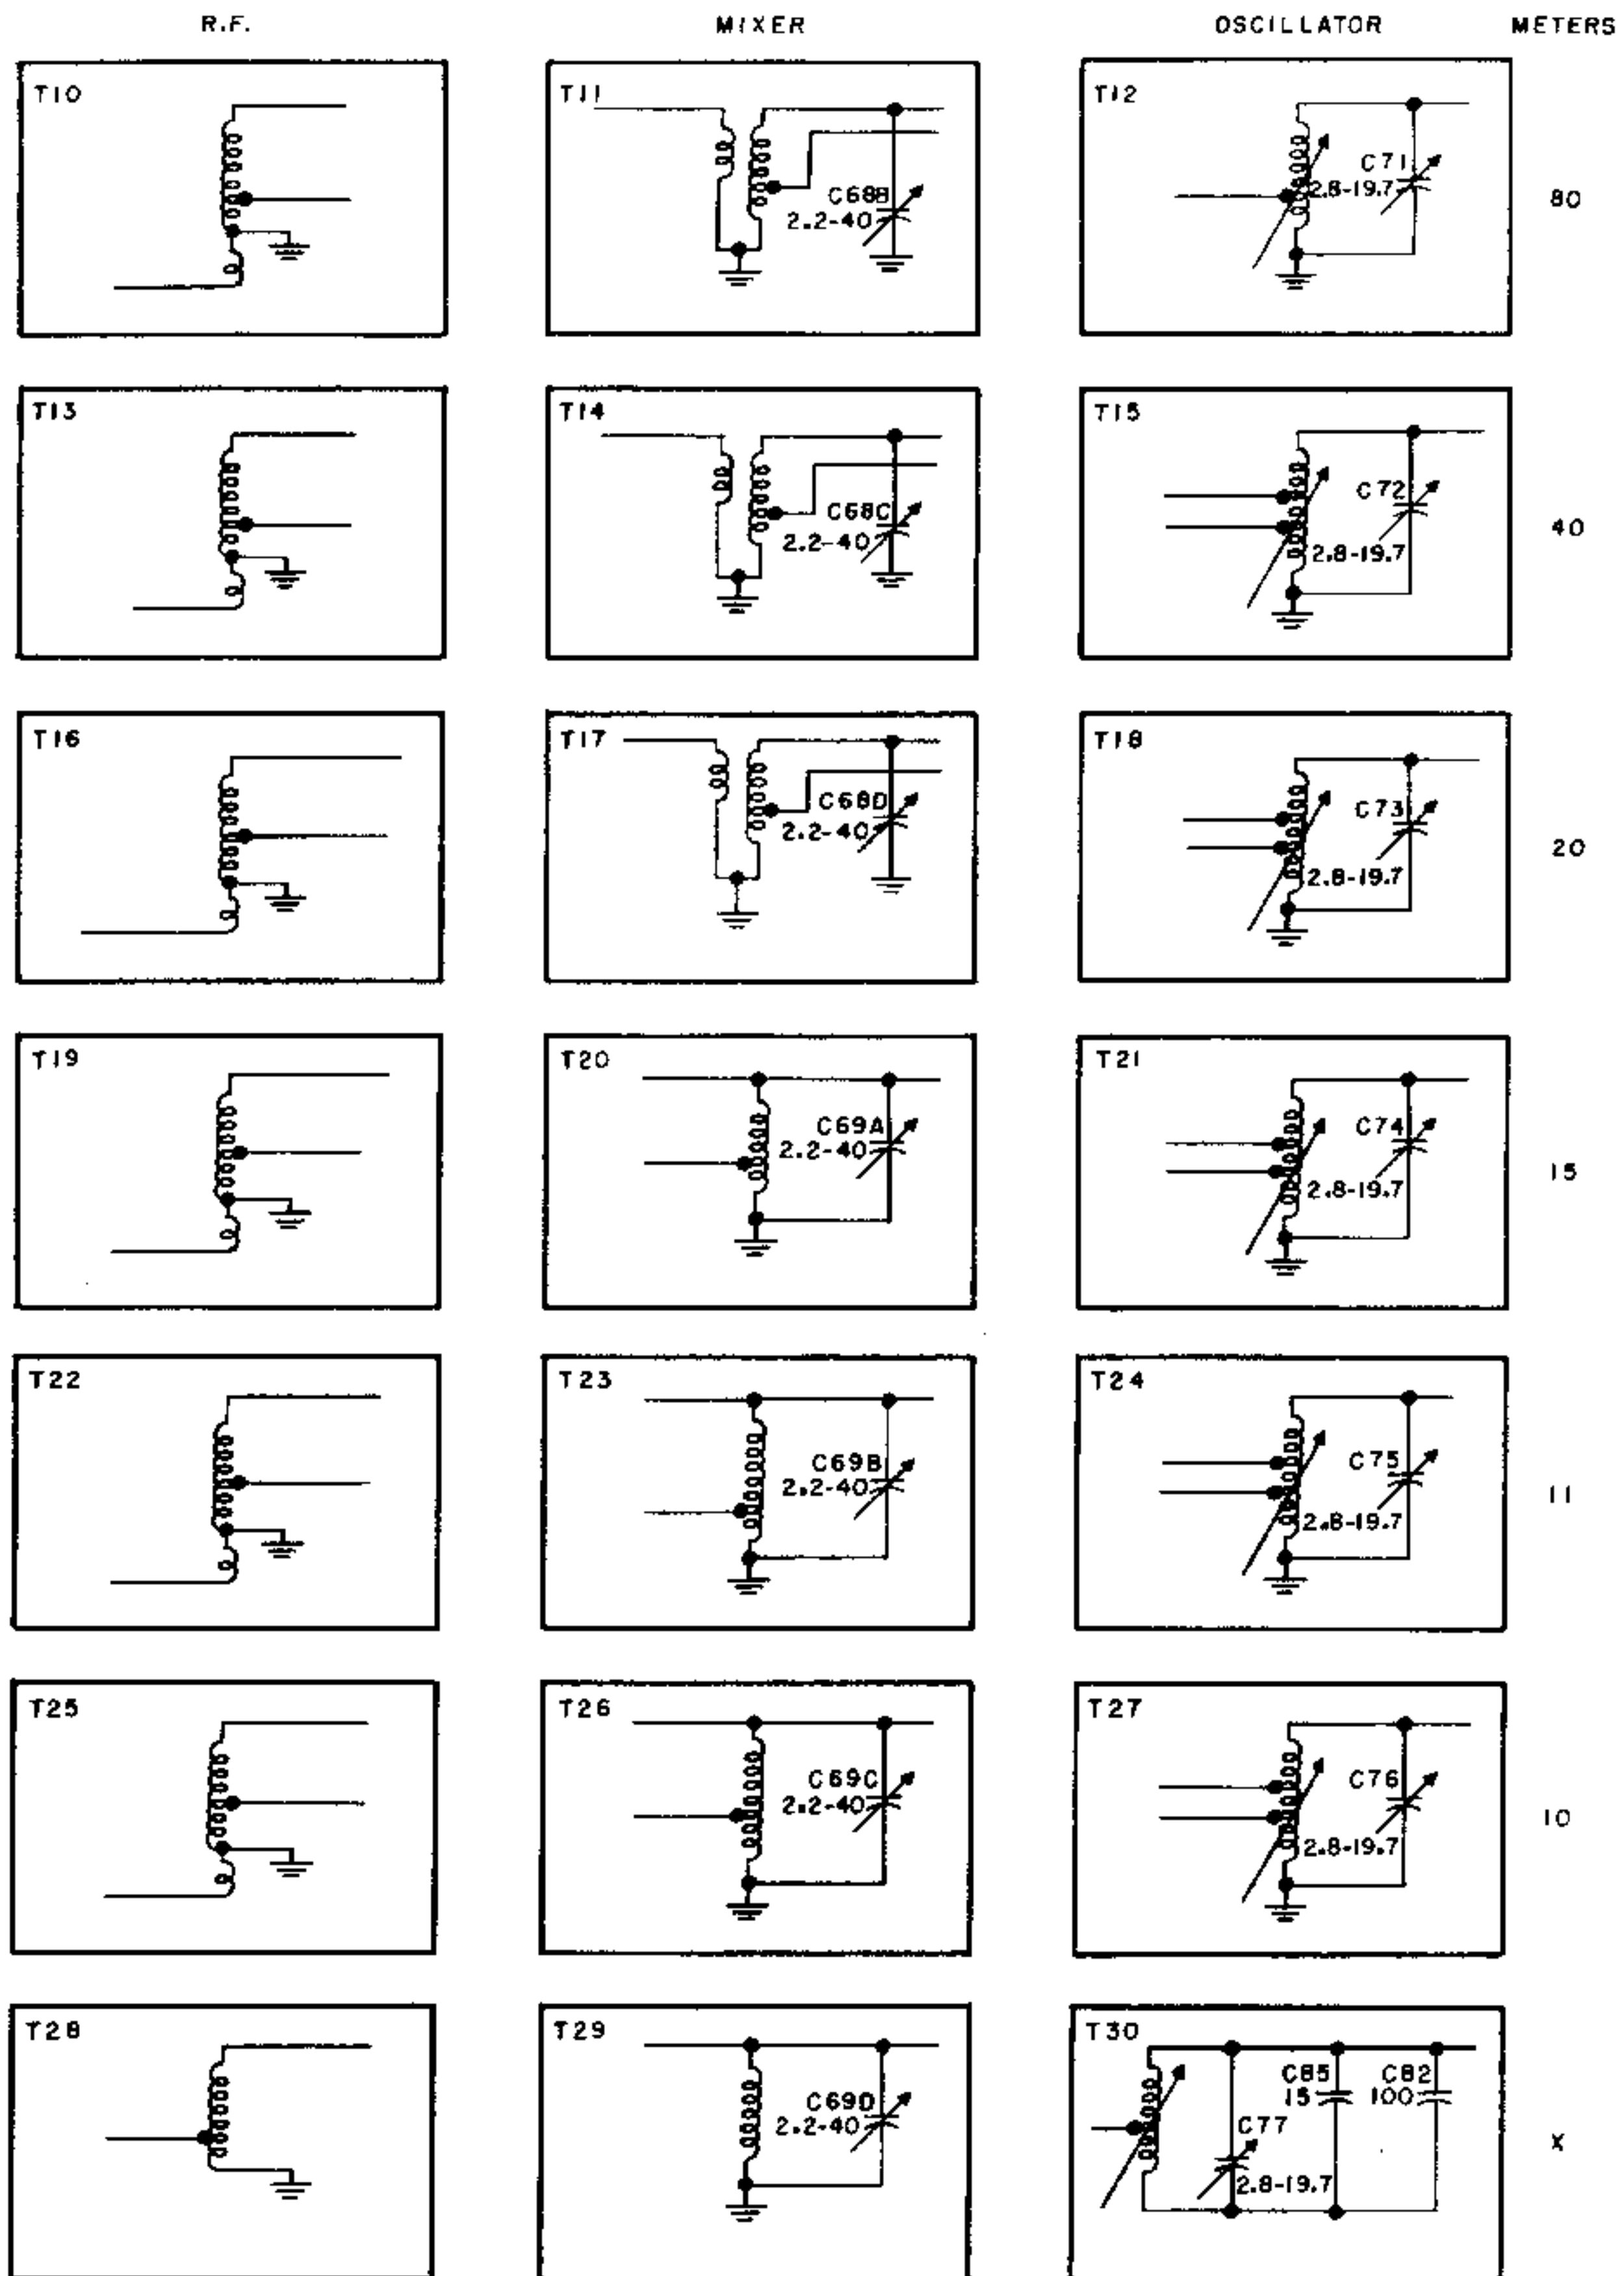 R.F. MIXER OSCILLATOR METERS
T10
T11
C68B
2.2-40
T12
C71
2.8-19.7
80
T13
T14
C68C
2.2-40
T15
C72
2.8-19.7
40
T16
T17
C68D
2.2-40
T18
C73
2.8-19.7
20
T19
T20
C69A
2.2-40
T21
C74
2.8-19.7
15
T22
T23
C69B
2.2-40
T24
C75
2.8-19.7
11
T25
T26
C69C
2.2-40
T27
C76
2.8-19.7
10
T28
T29
C69D
2.2-40
T30
C85
15
C82
100
C77
2.8-19.7
X